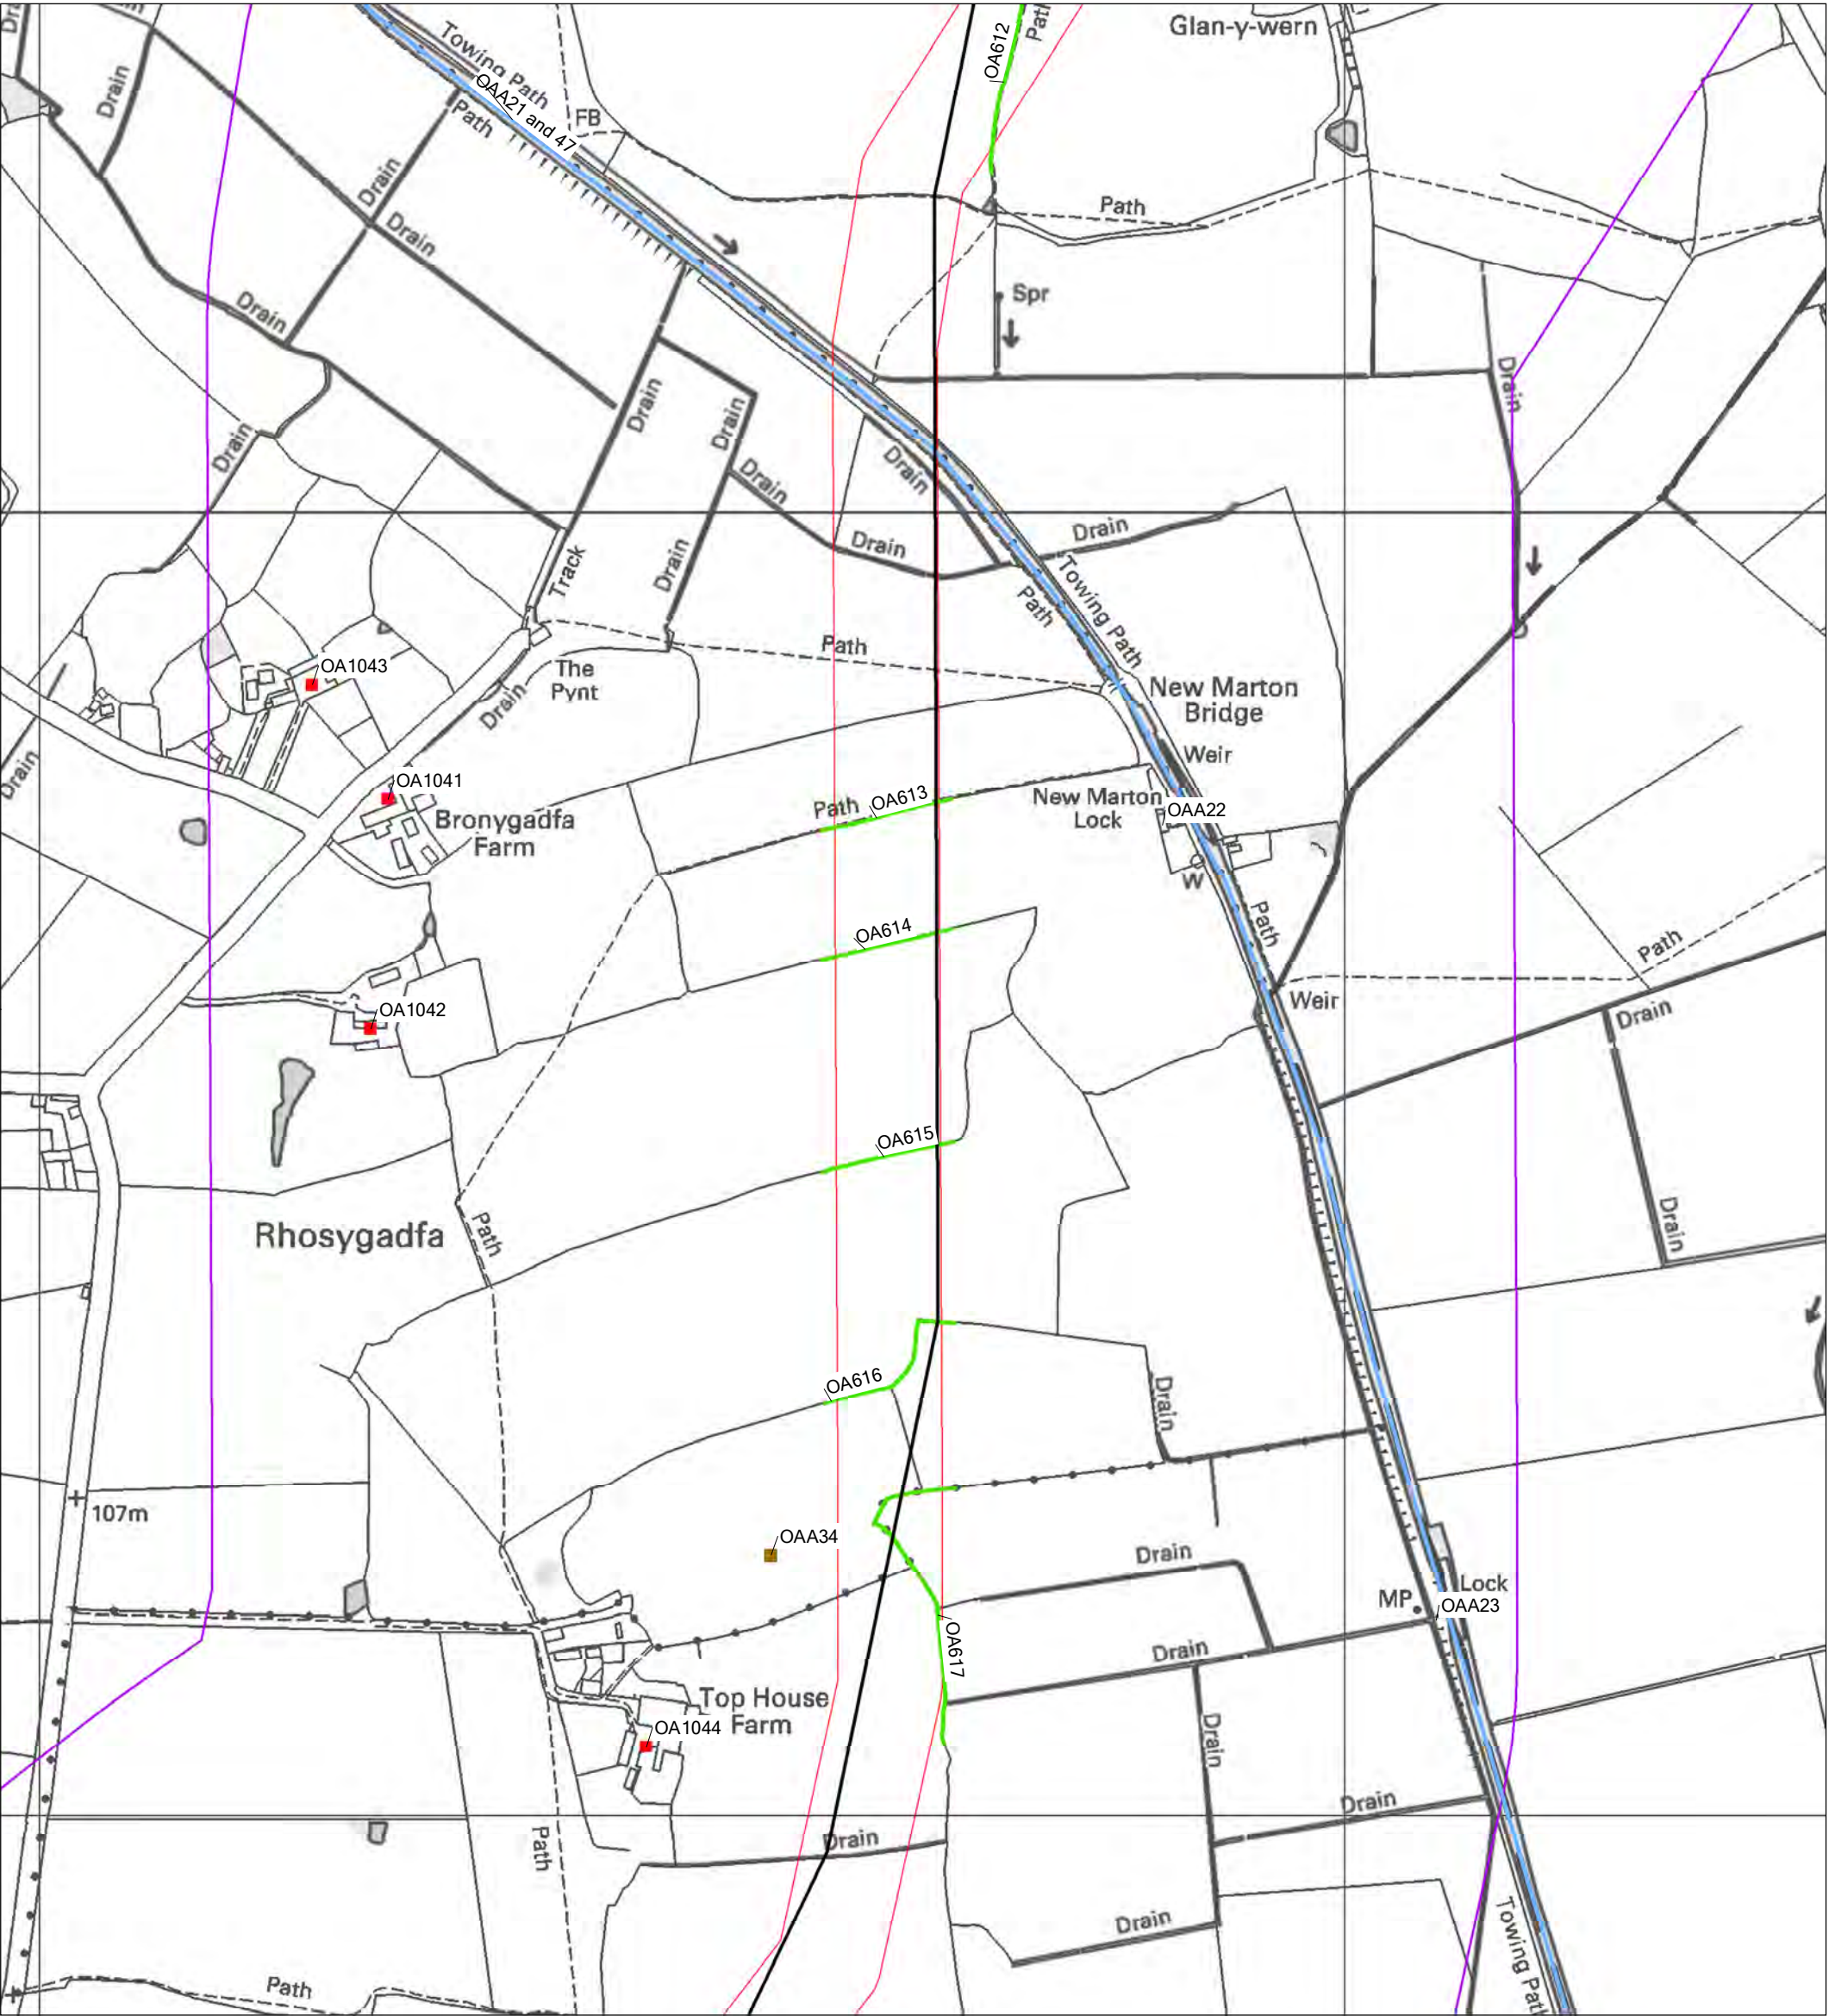 Glan-y-wern
OA612
Path
Towing Path
OAA21 and 47
Path
FB
Drain
Drain
Drain
Drain
Path
Spr
Drain
Drain
Drain
Drain
Drain
Drain
Drain
Drain
Drain
Drain
Track
Towing Path
Path
Path
OA1043
The
Pynt
Drain
New Marton
Bridge
Weir
Drain
OA1041
Bronygadfa
Farm
Path
OA613
New Marton
Lock
OAA22
W
Path
OA614
Path
Weir
OA1042
Drain
OA615
Rhosygadfa
Path
Drain
OA616
Drain
107m
OAA34
Drain
MP
Lock
OAA23
OA617
Drain
Top House
Farm
OA1044
Drain
Drain
Drain
Path
Drain
Towing Path
Path